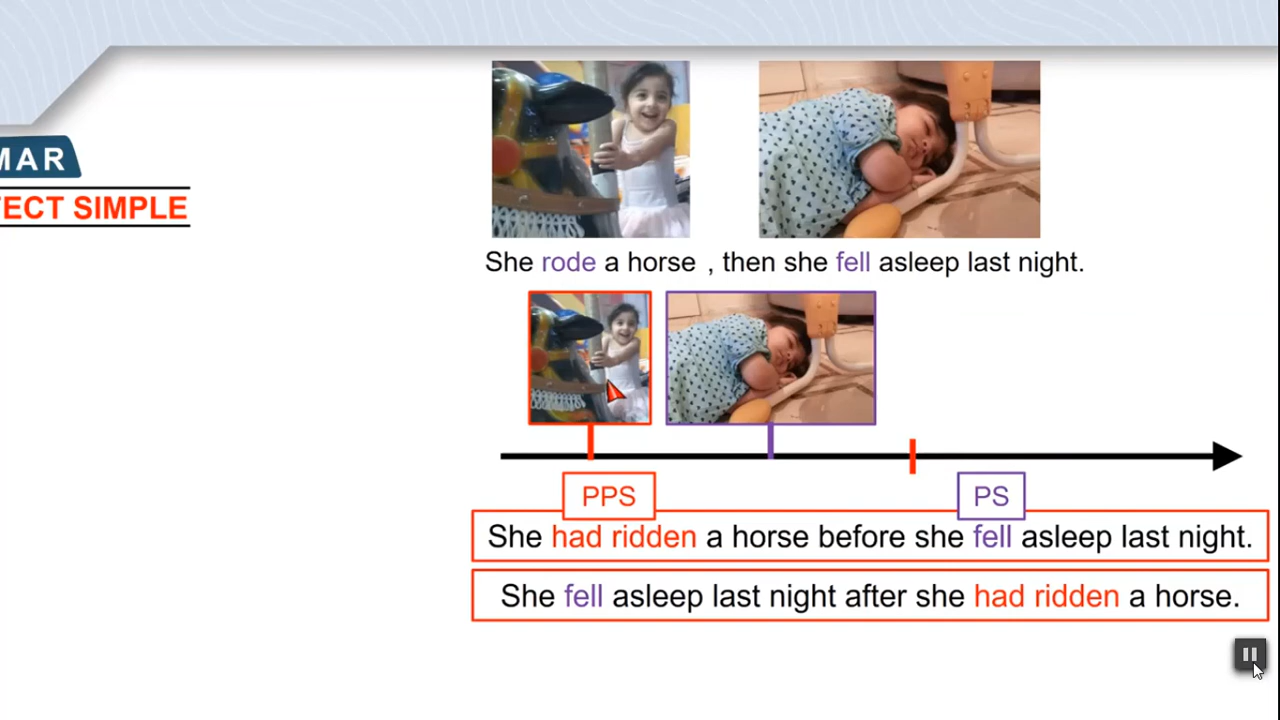 MAR
ECT SIMPLE
She rode a horse , then she fell asleep last night.
PPS
PS
She had ridden a horse before she fell asleep last night.
She fell asleep last night after she had ridden a horse.